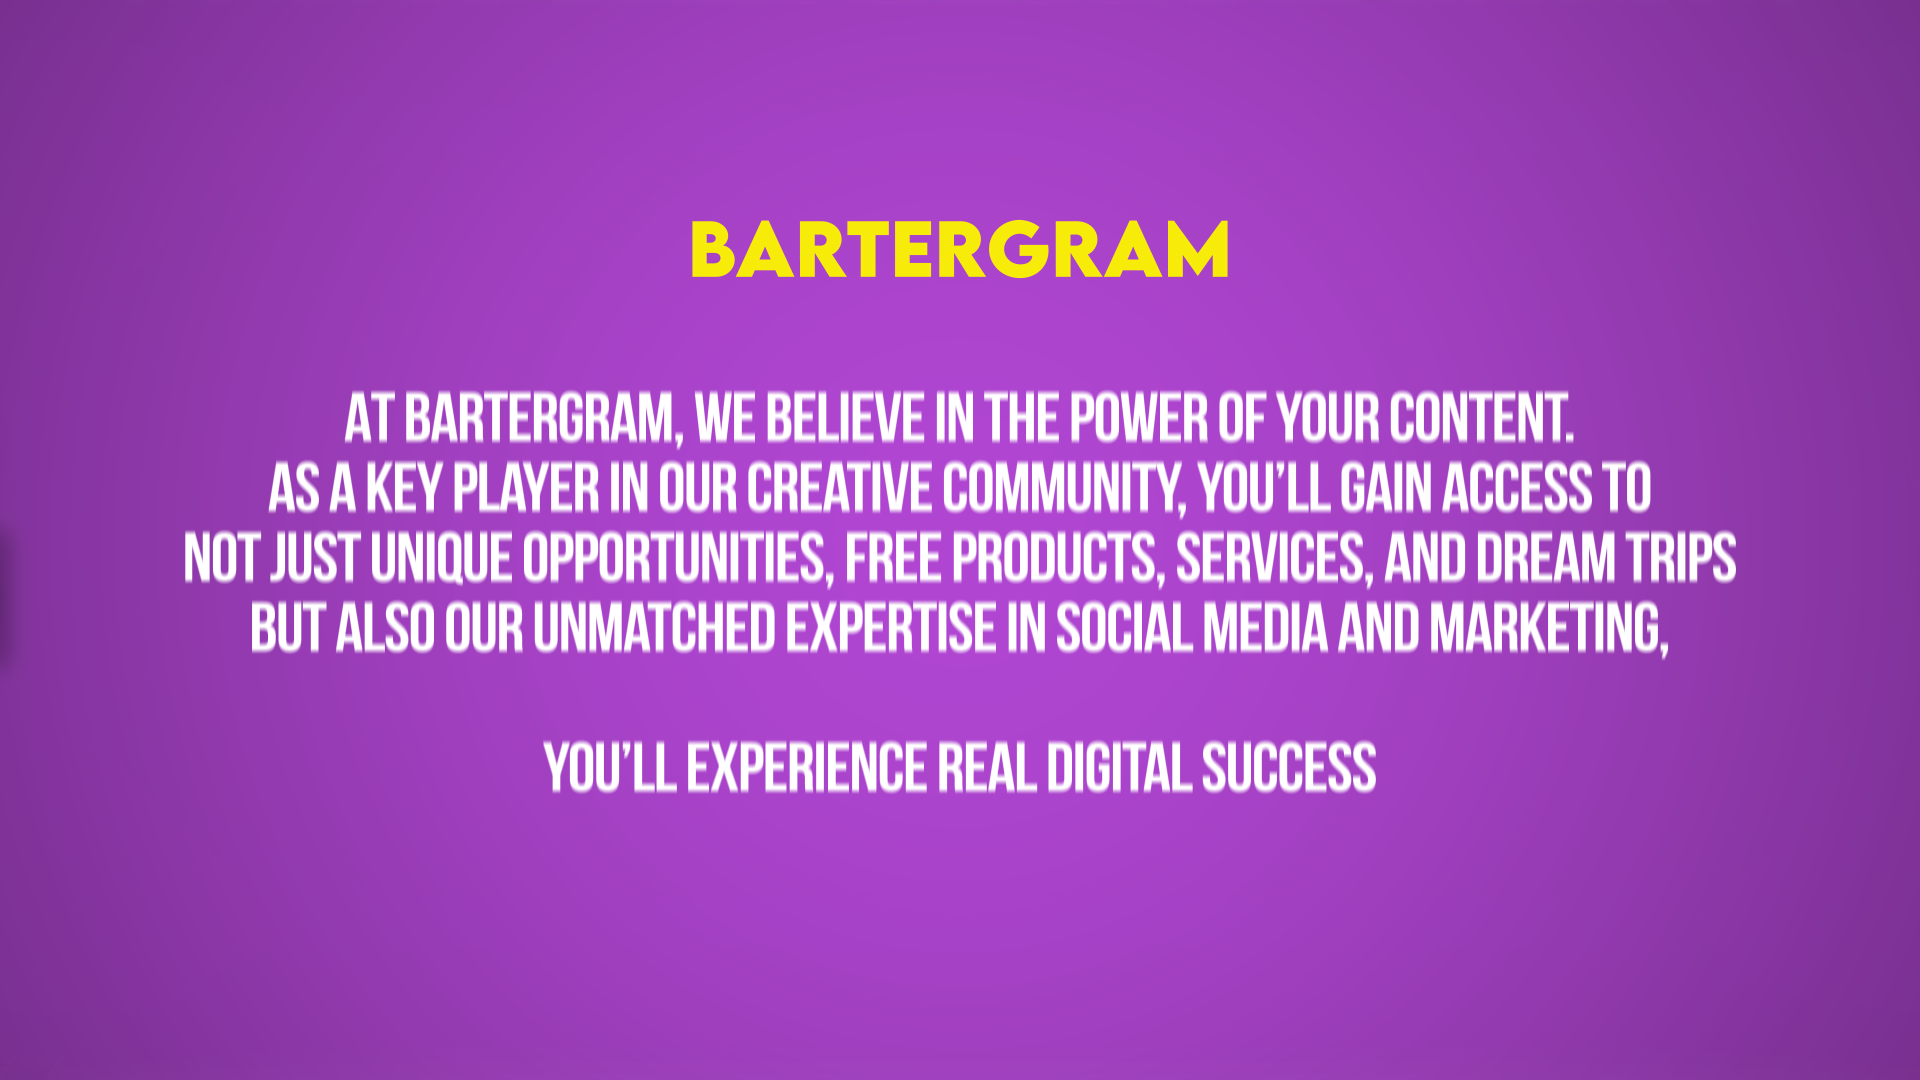 BARTERGRAM
AT BARTERGRAM, WE BELIEVE IN THE POWER OF YOUR CONTENT.
AS A KEY PLAYER IN OUR CREATIVE COMMUNITY, YOU’LL GAIN ACCESS TO
NOT JUST UNIQUE OPPORTUNITIES, FREE PRODUCTS, SERVICES, AND DREAM TRIPS
BUT ALSO OUR UNMATCHED EXPERTISE IN SOCIAL MEDIA AND MARKETING,
YOU’LL EXPERIENCE REAL DIGITAL SUCCESS